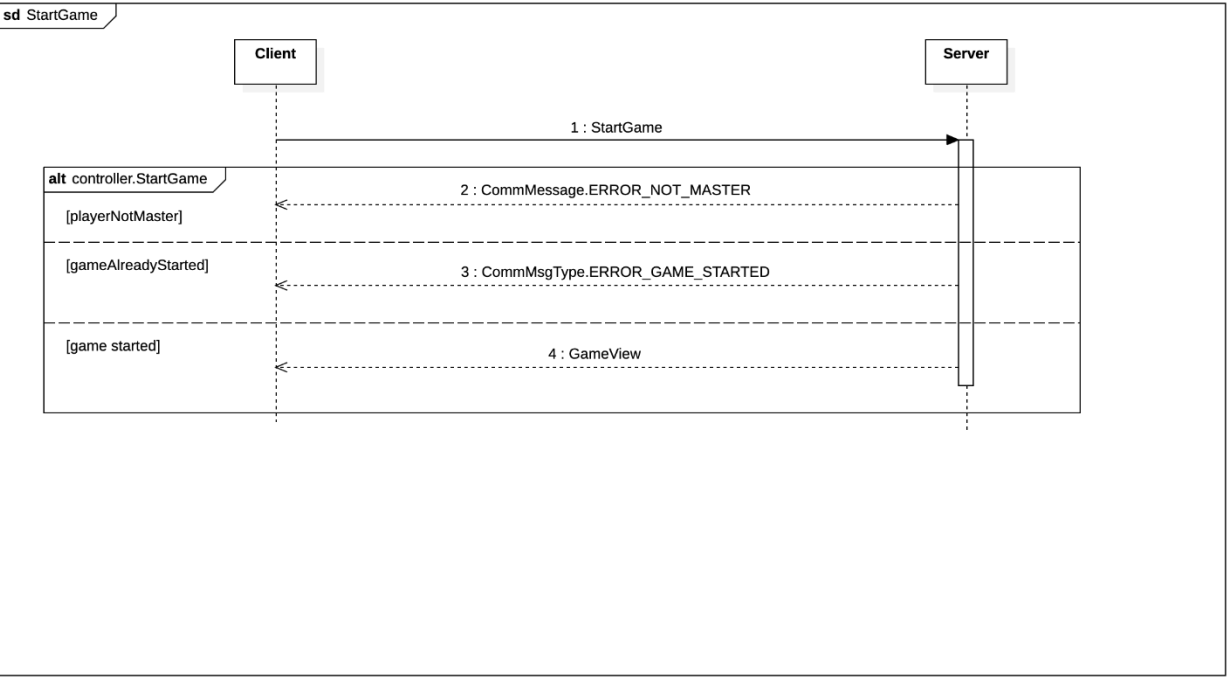 sd StartGame
Client
Server
1 : StartGame
alt controller.StartGame
2 : CommMessage.ERROR_NOT_MASTER
[playerNotMaster]
[gameAlreadyStarted]
3 : CommMsgType.ERROR_GAME_STARTED
[game started]
4 : GameView